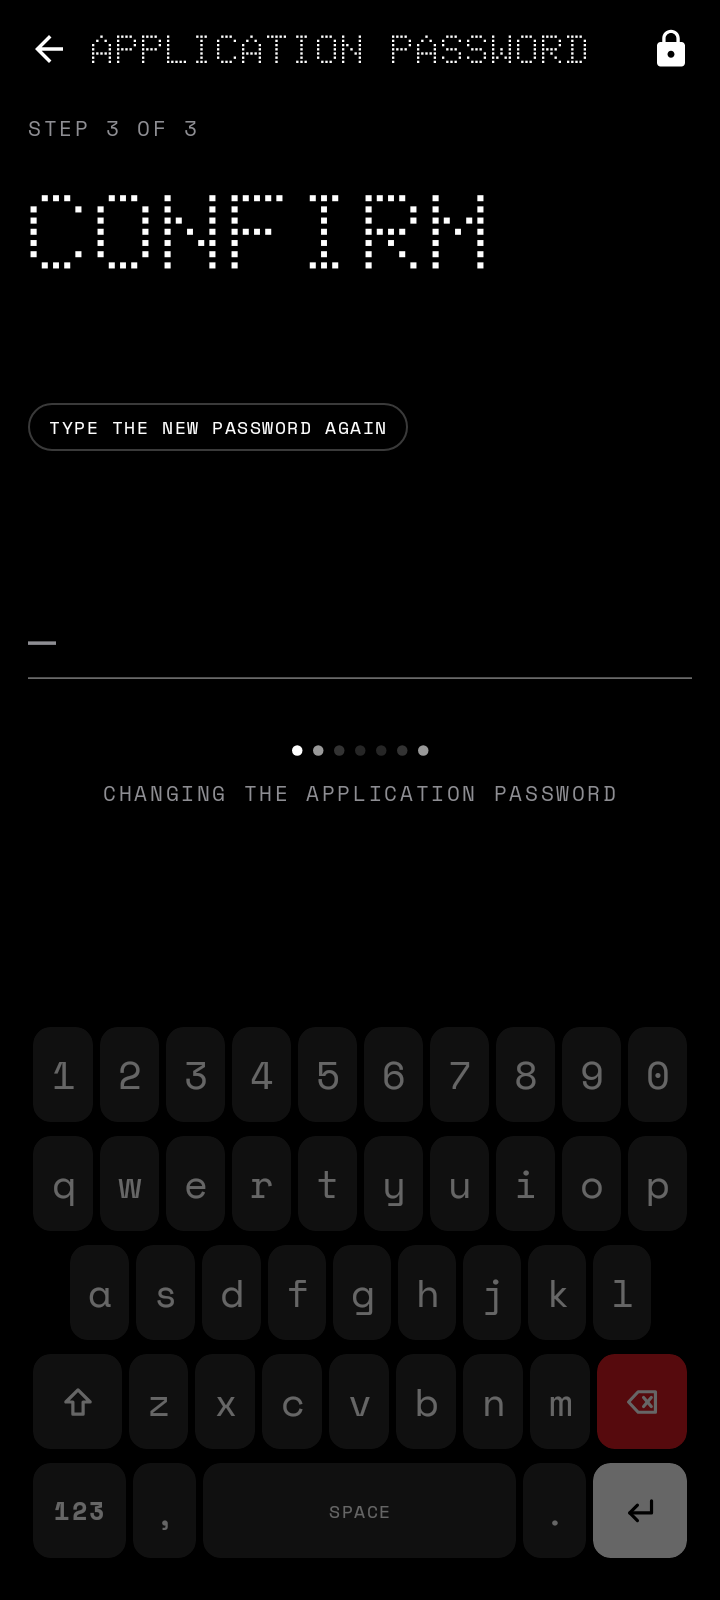 APPLICATION PASSWORD
STEP 3 OF 3
CONFIRM
TYPE THE NEW PASSWORD AGAIN
CHANGING THE APPLICATION PASSWORD
1 2 3 4 5 6 7 8 9 0
q w e r t y u i o p
a s d f g h j k l
z x c v b n m
123 , SPACE .